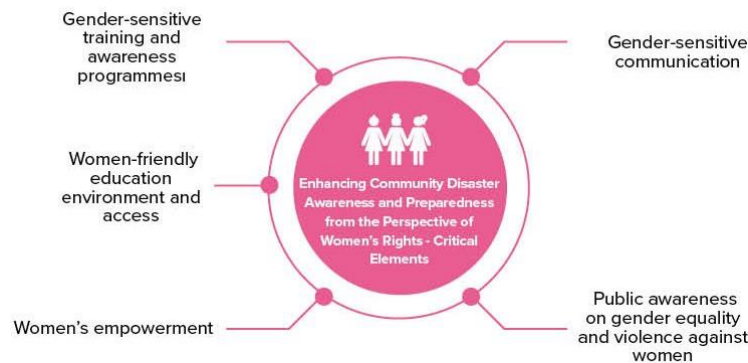 Gender-sensitive
training and
awareness
programmesı
Gender-sensitive
communication
Women-friendly
education
environment and
access
Enhancing Community Disaster
Awareness and Preparedness
from the Perspective of
Women's Rights - Critical
Elements
Women's empowerment
Public awareness
on gender equality
and violence against
women